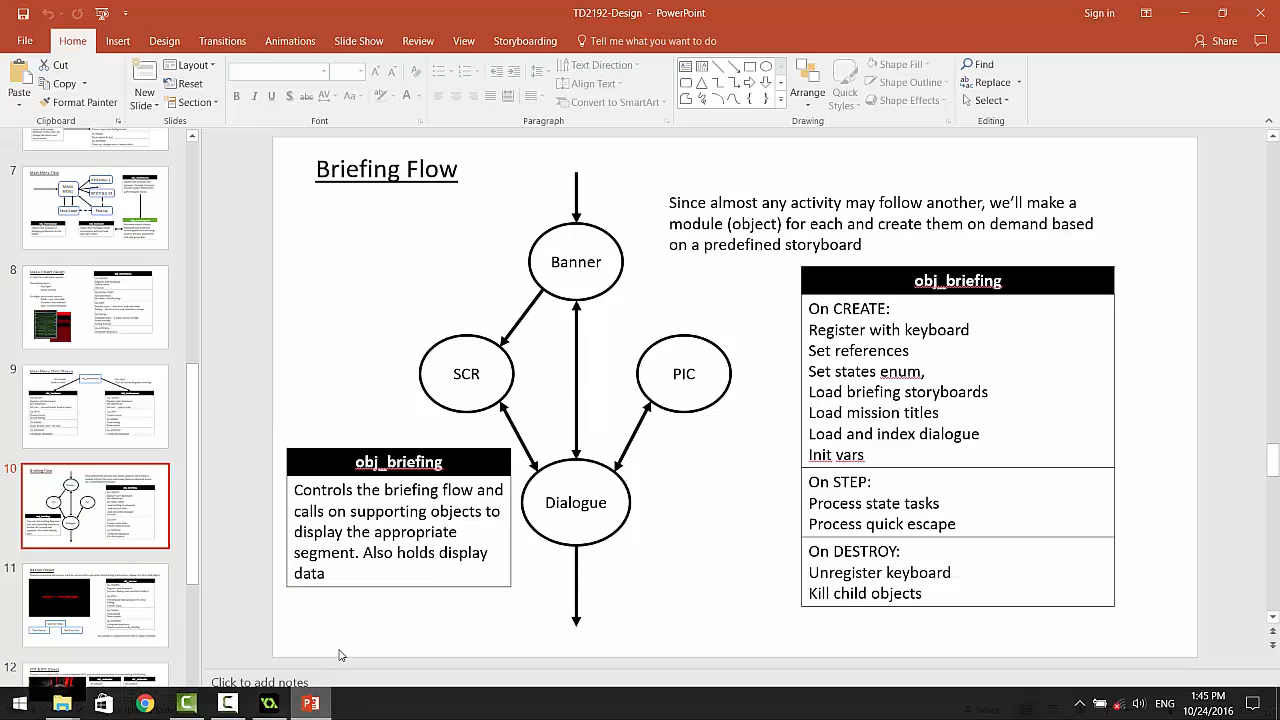 TD2192-Design - PowerPoint
Sign in
File Home Insert Design Transitions Animations Slide Show Review View Storyboarding Tell me what you want to do Share
Paste
Cut
Copy
Format Painter
Clipboard
New Slide
Layout
Reset
Section
Slides
B I U S abc AV Aa A
Font
Text Direction
Align Text
Convert to SmartArt
Paragraph
Arrange
Quick Styles
Shape Fill
Shape Outline
Shape Effects
Drawing
Find
Replace
Select
Editing
7
8
9
10
11
12
Briefing Flow
Since almost any activity may follow another, we'll make a
module (object) for each and create them on demand based
on a predefined storyboard
Banner
SCR
PIC
Dialogue
obj_briefing
Controls the briefing flow and
calls on supporting objects to
display the appropriate
segment. Also holds display
data
obj_briefing
On CREATE:
Register with keyboard
Set references
Set states enum,
Load briefing storyboards
Load mission titles
Load and index dialogue
Init vars
On STEP:
Process state tasks
Process quick escape
On DESTROY:
Unregister keyboard
Kill child objects
Click to add notes
ENG
1:45 PM
10/24/2016